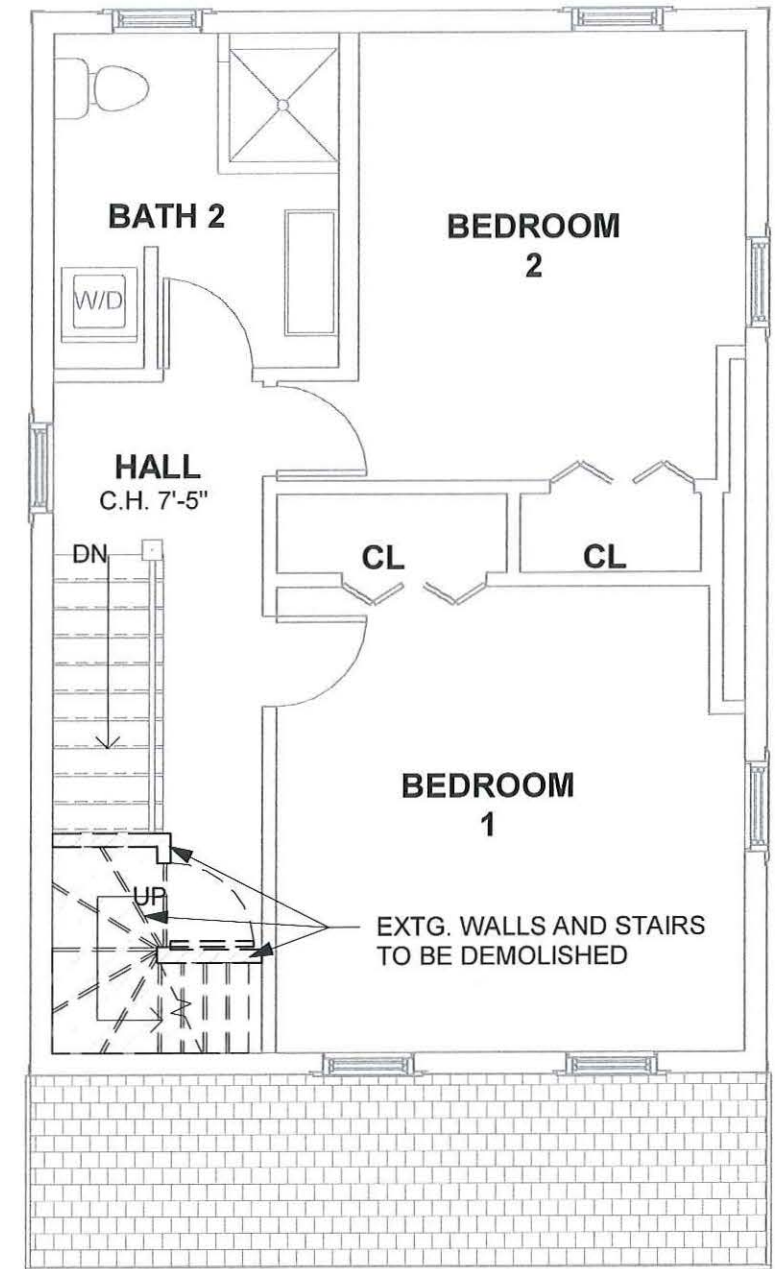 BATH 2
BEDROOM
2
W/D
HALL
C.H. 7'-5"
DN
CL
CL
BEDROOM
1
UP
EXTG. WALLS AND STAIRS
TO BE DEMOLISHED